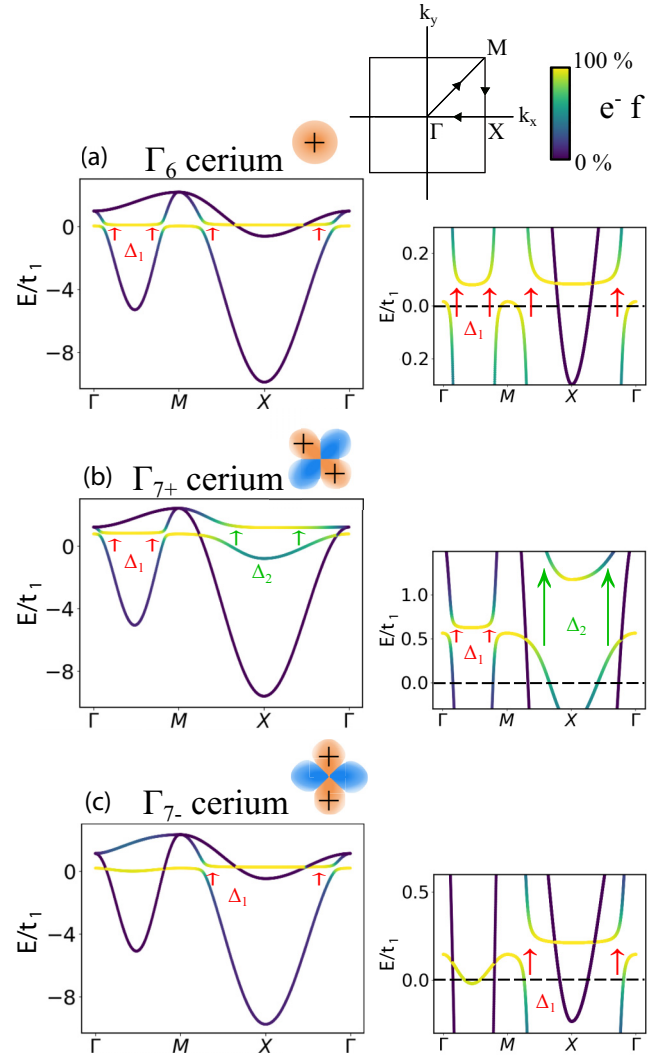 k_y
M
100 %
e⁻ f
Γ
X
k_x
0 %
(a)
Γ₆ cerium
+
E/t₁
0
−4
−8
Δ₁
Γ
M
X
Γ
E/t₁
0.2
0.0
0.2
Δ₁
Γ
M
X
Γ
(b)
Γ₇₊ cerium
+
+
E/t₁
0
−4
−8
Δ₁
Δ₂
Γ
M
X
Γ
E/t₁
1.0
0.5
0.0
Δ₁
Δ₂
Γ
M
X
Γ
(c)
Γ₇₋ cerium
+
+
E/t₁
0
−4
−8
Δ₁
Γ
M
X
Γ
E/t₁
0.5
0.0
Δ₁
Γ
M
X
Γ